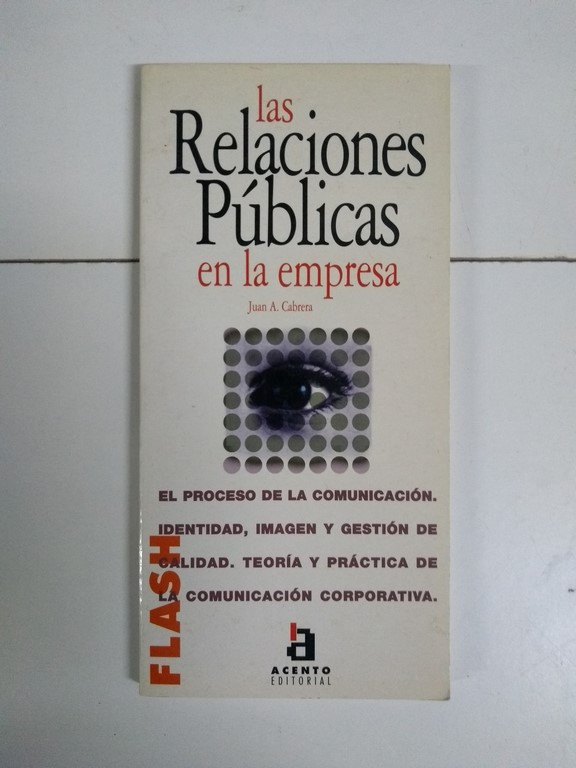 las
Relaciones
Públicas
en la empresa
Juan A. Cabrera
EL PROCESO DE LA COMUNICACIÓN.
IDENTIDAD, IMAGEN Y GESTIÓN DE
CALIDAD. TEORÍA Y PRÁCTICA DE
LA COMUNICACIÓN CORPORATIVA.
FLASH
a
ACENTO
EDITORIAL